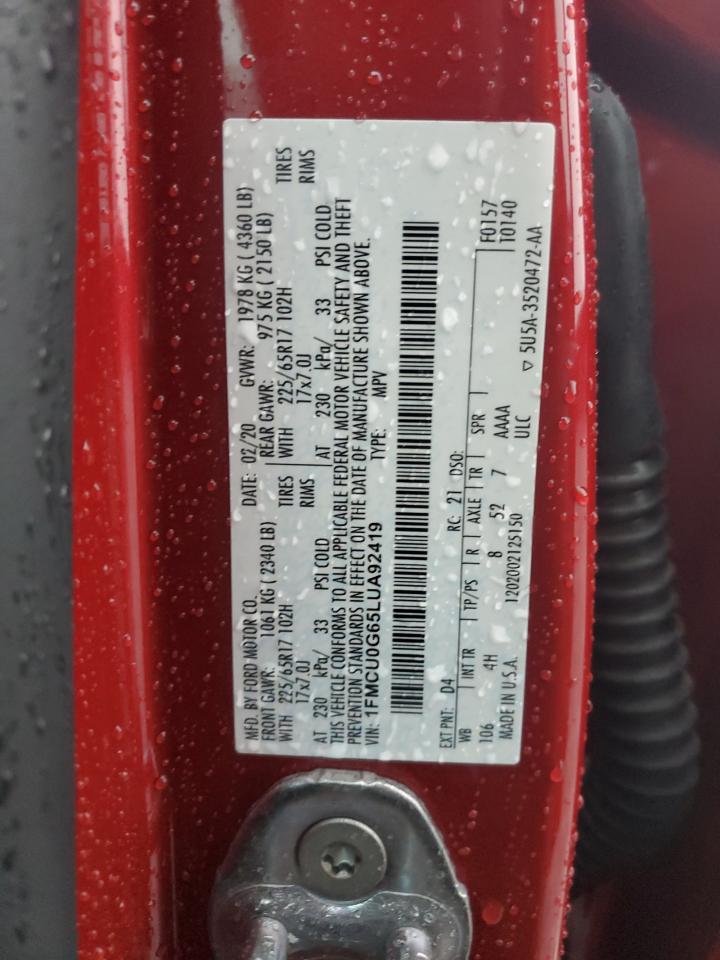 MFD. BY FORD MOTOR CO. DATE: 02/20 GVWR: 1978 KG ( 4360 LB)
FRONT GAWR: 1061 KG ( 2340 LB) REAR GAWR: 975 KG ( 2150 LB)
WITH 225/65R17 102H TIRES WITH 225/65R17 102H TIRES
17x7.0J RIMS 17x7.0J RIMS
AT 230 kPa/ 33 PSI COLD AT 230 kPa/ 33 PSI COLD
THIS VEHICLE CONFORMS TO ALL APPLICABLE FEDERAL MOTOR VEHICLE SAFETY AND THEFT
PREVENTION STANDARDS IN EFFECT ON THE DATE OF MANUFACTURE SHOWN ABOVE.
VIN: 1FMCU0G65LUA92419 TYPE: MPV
EXT PNT: D4 RC: 21 DSO:
WB INT TR TP/PS R AXLE TR SPR F0157
106 4H 8 52 7 AAAA T0140
MADE IN U.S.A. 1202002125150 ULC
▽ 5U5A-3520472-AA